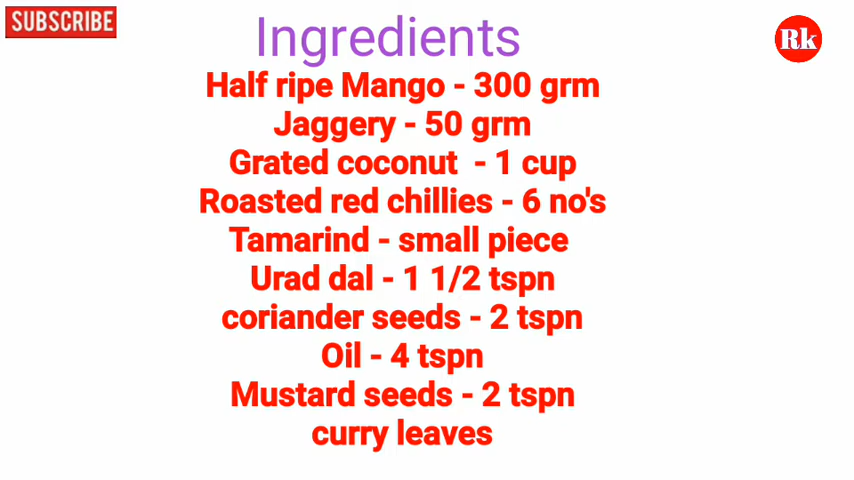 SUBSCRIBE
Rk
Ingredients
Half ripe Mango - 300 grm
Jaggery - 50 grm
Grated coconut - 1 cup
Roasted red chillies - 6 no's
Tamarind - small piece
Urad dal - 1 1/2 tspn
coriander seeds - 2 tspn
Oil - 4 tspn
Mustard seeds - 2 tspn
curry leaves